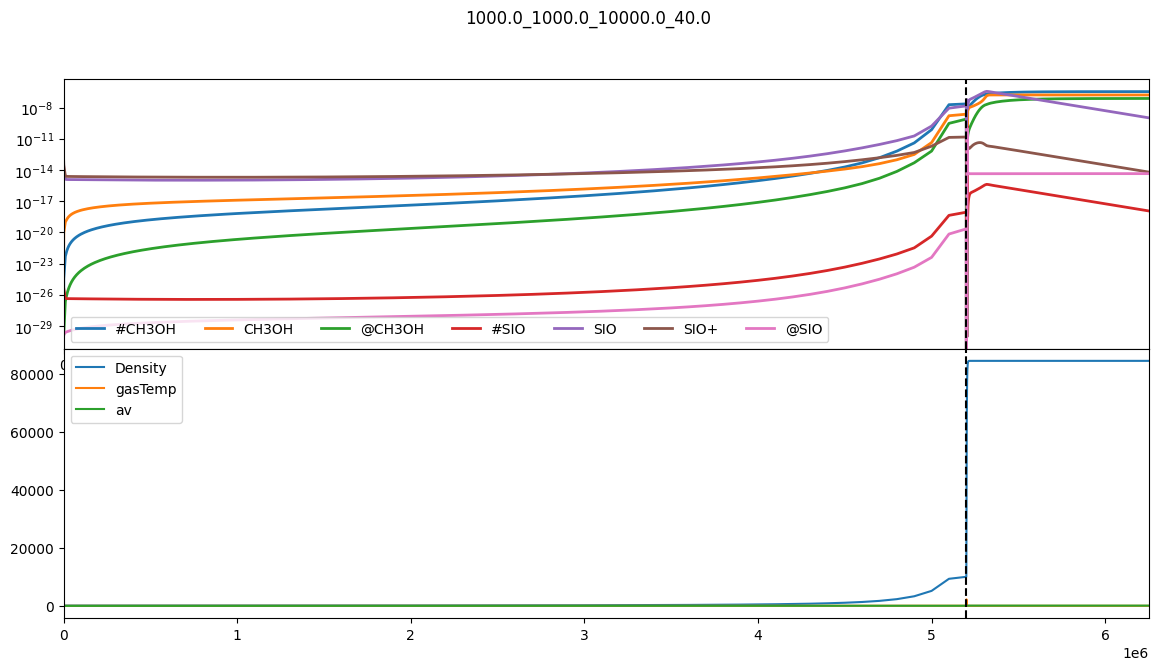 1000.0_1000.0_10000.0_40.0
10⁻⁸
10⁻¹¹
10⁻¹⁴
10⁻¹⁷
10⁻²⁰
10⁻²³
10⁻²⁶
10⁻²⁹
#CH3OH CH3OH @CH3OH #SIO SIO SIO+ @SIO
0
Density
gasTemp
av
80000
60000
40000
20000
0
0 1 2 3 4 5 6
1e6